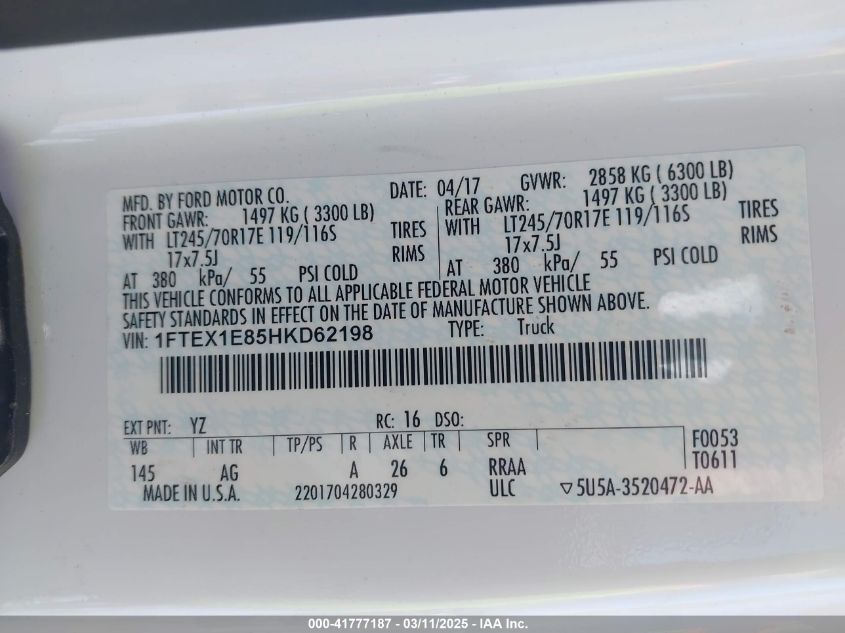 MFD. BY FORD MOTOR CO. DATE: 04/17 GVWR: 2858 KG ( 6300 LB)
FRONT GAWR: 1497 KG ( 3300 LB) REAR GAWR: 1497 KG ( 3300 LB)
WITH LT245/70R17E 119/116S TIRES WITH LT245/70R17E 119/116S TIRES
17x7.5J RIMS 17x7.5J RIMS
AT 380 kPa/ 55 PSI COLD AT 380 kPa/ 55 PSI COLD
THIS VEHICLE CONFORMS TO ALL APPLICABLE FEDERAL MOTOR VEHICLE
SAFETY STANDARDS IN EFFECT ON THE DATE OF MANUFACTURE SHOWN ABOVE.
VIN: 1FTEX1E85HKD62198 TYPE: Truck
EXT PNT: YZ RC: 16 DSO:
WB INT TR TP/PS R AXLE TR SPR F0053
145 AG A 26 6 RRAA T0611
MADE IN U.S.A. 2201704280329 ULC ▽5U5A-3520472-AA
000-41777187 - 03/11/2025 - IAA Inc.